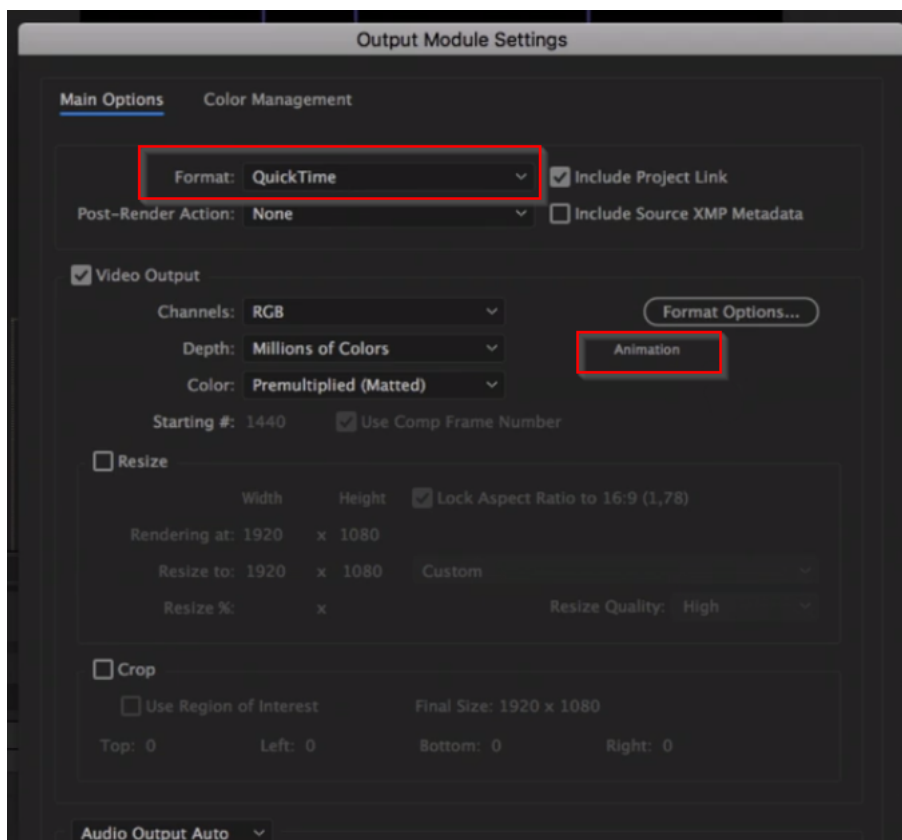 Output Module Settings
Main Options Color Management
Format: QuickTime Include Project Link
Post-Render Action: None Include Source XMP Metadata
Video Output
Channels: RGB Format Options...
Depth: Millions of Colors Animation
Color: Premultiplied (Matted)
Starting #: 1440 Use Comp Frame Number
Resize
Width Height Lock Aspect Ratio to 16:9 (1,78)
Rendering at: 1920 x 1080
Resize to: 1920 x 1080 Custom
Resize %: x Resize Quality: High
Crop
Use Region of Interest Final Size: 1920 x 1080
Top: 0 Left: 0 Bottom: 0 Right: 0
Audio Output Auto